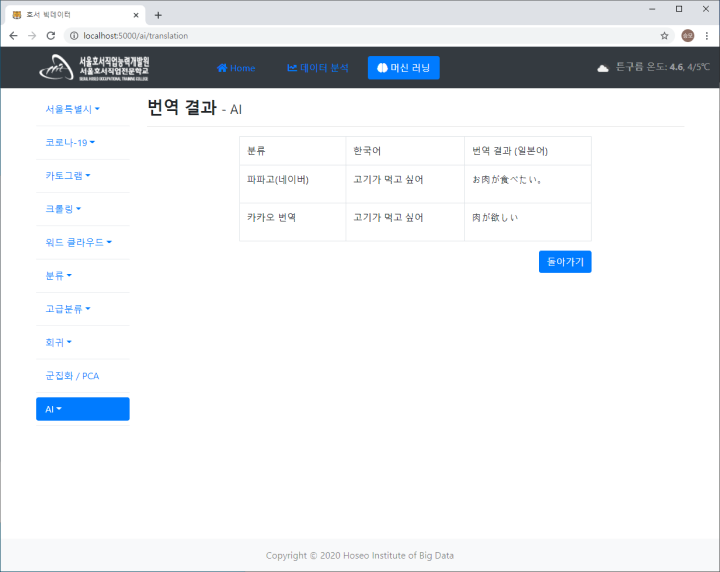 호서 빅데이터
localhost:5000/ai/translation
서울호서직업능력개발원
서울호서직업전문학교
SEOUL HOSEO OCCUPATIONAL TRAINING COLLEGE
Home
데이터 분석
머신 러닝
튼구름 온도: 4.6, 4/5℃
서울특별시
코로나-19
카토그램
크롤링
워드 클라우드
분류
고급분류
회귀
군집화 / PCA
AI
번역 결과 - AI
분류 한국어 번역 결과 (일본어)
파파고(네이버) 고기가 먹고 싶어 お肉が食べたい。
카카오 번역 고기가 먹고 싶어 肉が欲しい
돌아가기
Copyright © 2020 Hoseo Institute of Big Data